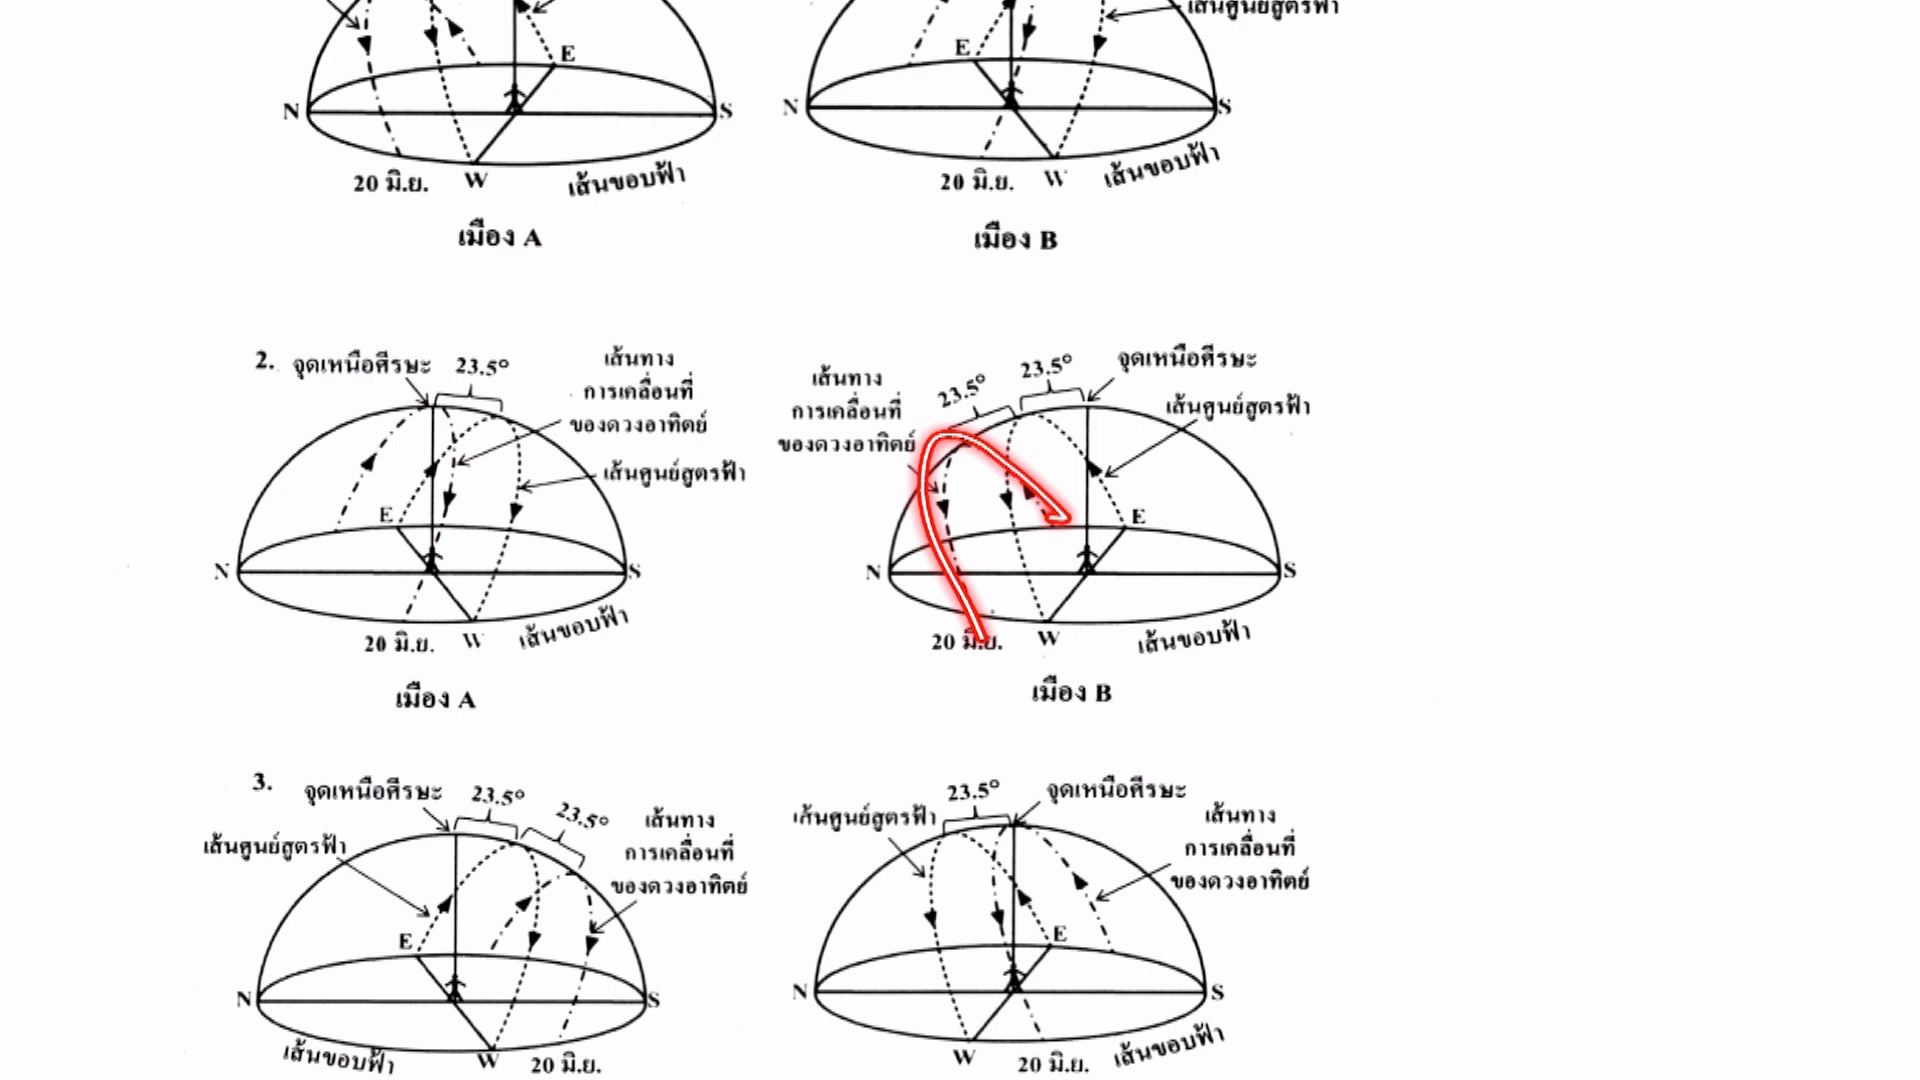 เส้นศูนย์สูตรฟ้า
E
E
N
S
N
S
20 มิ.ย.
W
เส้นขอบฟ้า
20 มิ.ย.
W
เส้นขอบฟ้า
เมือง A
เมือง B
2.
จุดเหนือศีรษะ
23.5°
เส้นทาง
การเคลื่อนที่
ของดวงอาทิตย์
เส้นศูนย์สูตรฟ้า
E
N
S
20 มิ.ย.
W
เส้นขอบฟ้า
เมือง A
เส้นทาง
การเคลื่อนที่
ของดวงอาทิตย์
23.5°
23.5°
จุดเหนือศีรษะ
เส้นศูนย์สูตรฟ้า
E
N
S
20 มิ.ย.
W
เส้นขอบฟ้า
เมือง B
3.
จุดเหนือศีรษะ
23.5°
23.5°
เส้นศูนย์สูตรฟ้า
เส้นทาง
การเคลื่อนที่
ของดวงอาทิตย์
E
N
S
เส้นขอบฟ้า
W
20 มิ.ย.
23.5°
จุดเหนือศีรษะ
เส้นศูนย์สูตรฟ้า
เส้นทาง
การเคลื่อนที่
ของดวงอาทิตย์
E
N
S
W
20 มิ.ย.
เส้นขอบฟ้า